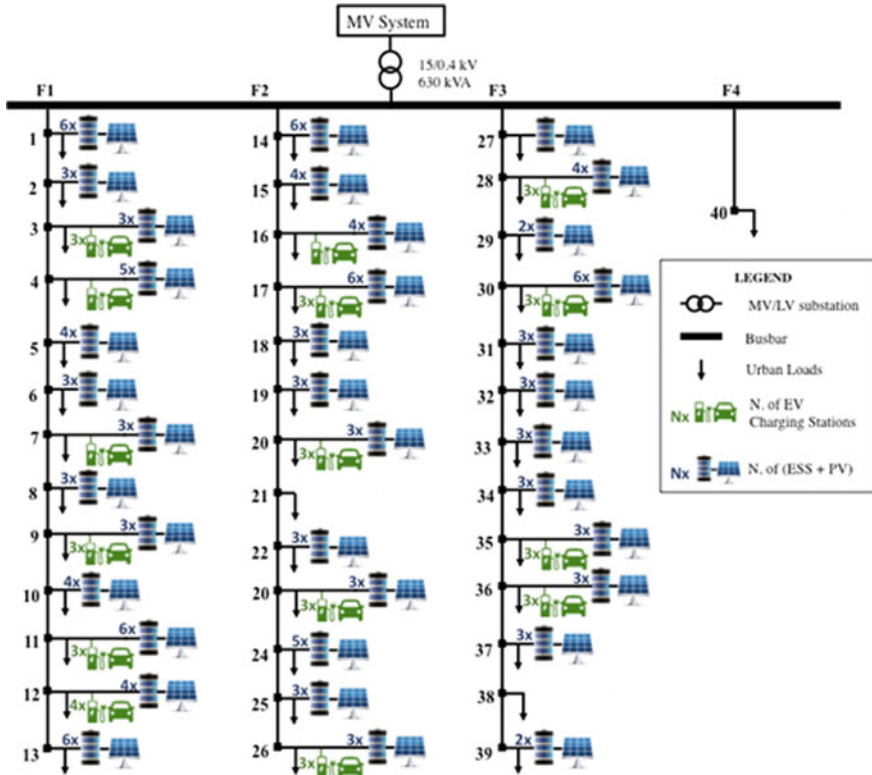 MV System
15/0.4 kV
630 kVA
F1
1
6x
2
3x
3
3x
3x
4
5x
5
4x
6
3x
7
3x
3x
8
3x
9
3x
3x
10
4x
11
6x
3x
12
4x
4x
13
6x
F2
14
6x
15
4x
16
4x
17
6x
3x
18
3x
19
3x
20
3x
3x
21
22
3x
20
3x
3x
24
5x
25
3x
26
3x
3x
F3
27
28
4x
3x
29
2x
30
6x
3x
31
3x
32
3x
33
3x
34
3x
35
3x
3x
36
3x
3x
37
3x
38
39
2x
F4
40
LEGEND
MV/LV substation
Busbar
Urban Loads
Nx
N. of EV
Charging Stations
Nx
N. of (ESS + PV)